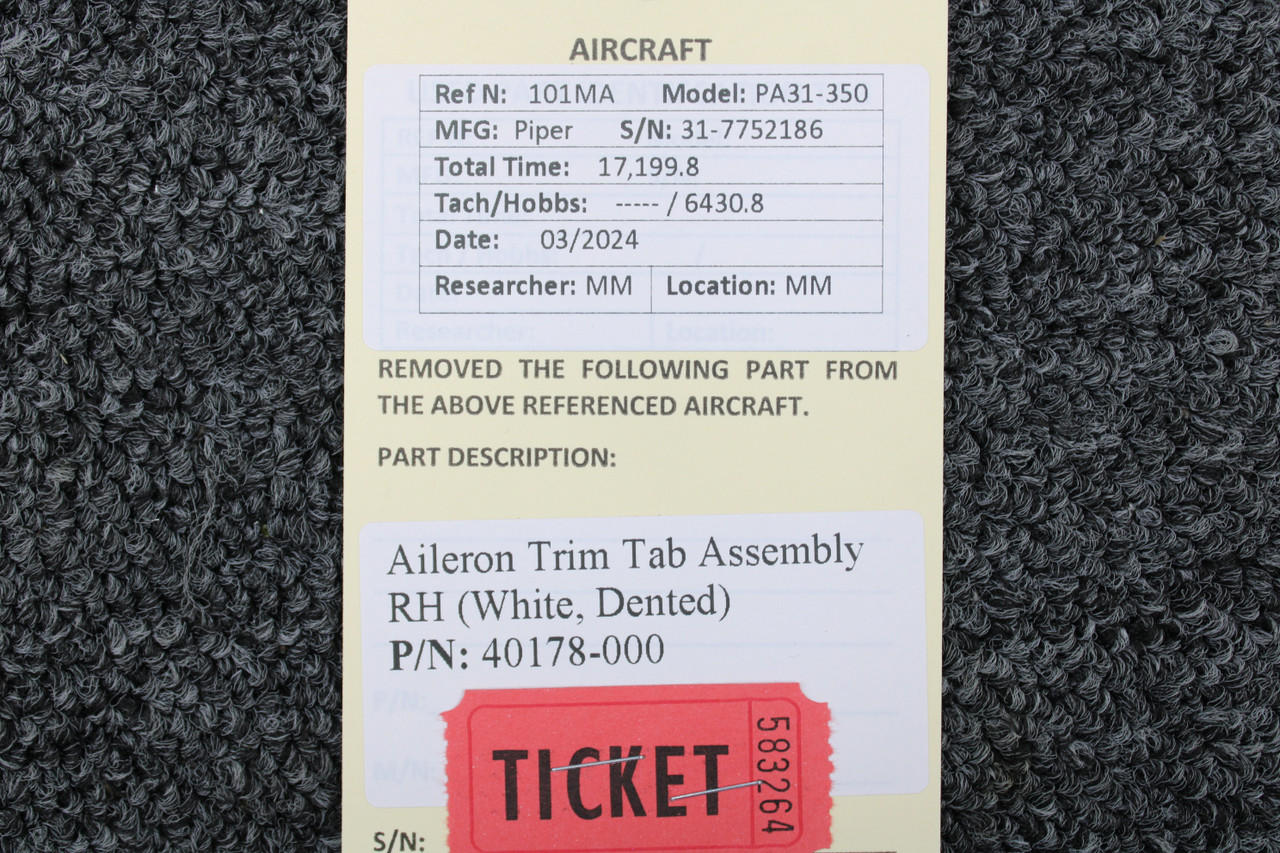 AIRCRAFT
Ref N: 101MA Model: PA31-350
MFG: Piper S/N: 31-7752186
Total Time: 17,199.8
Tach/Hobbs: ----- / 6430.8
Date: 03/2024
Researcher: MM Location: MM
Researcher: Location:
REMOVED THE FOLLOWING PART FROM
THE ABOVE REFERENCED AIRCRAFT.
PART DESCRIPTION:
Aileron Trim Tab Assembly
RH (White, Dented)
P/N: 40178-000
P/N:
TICKET
583264
M/N:
S/N: